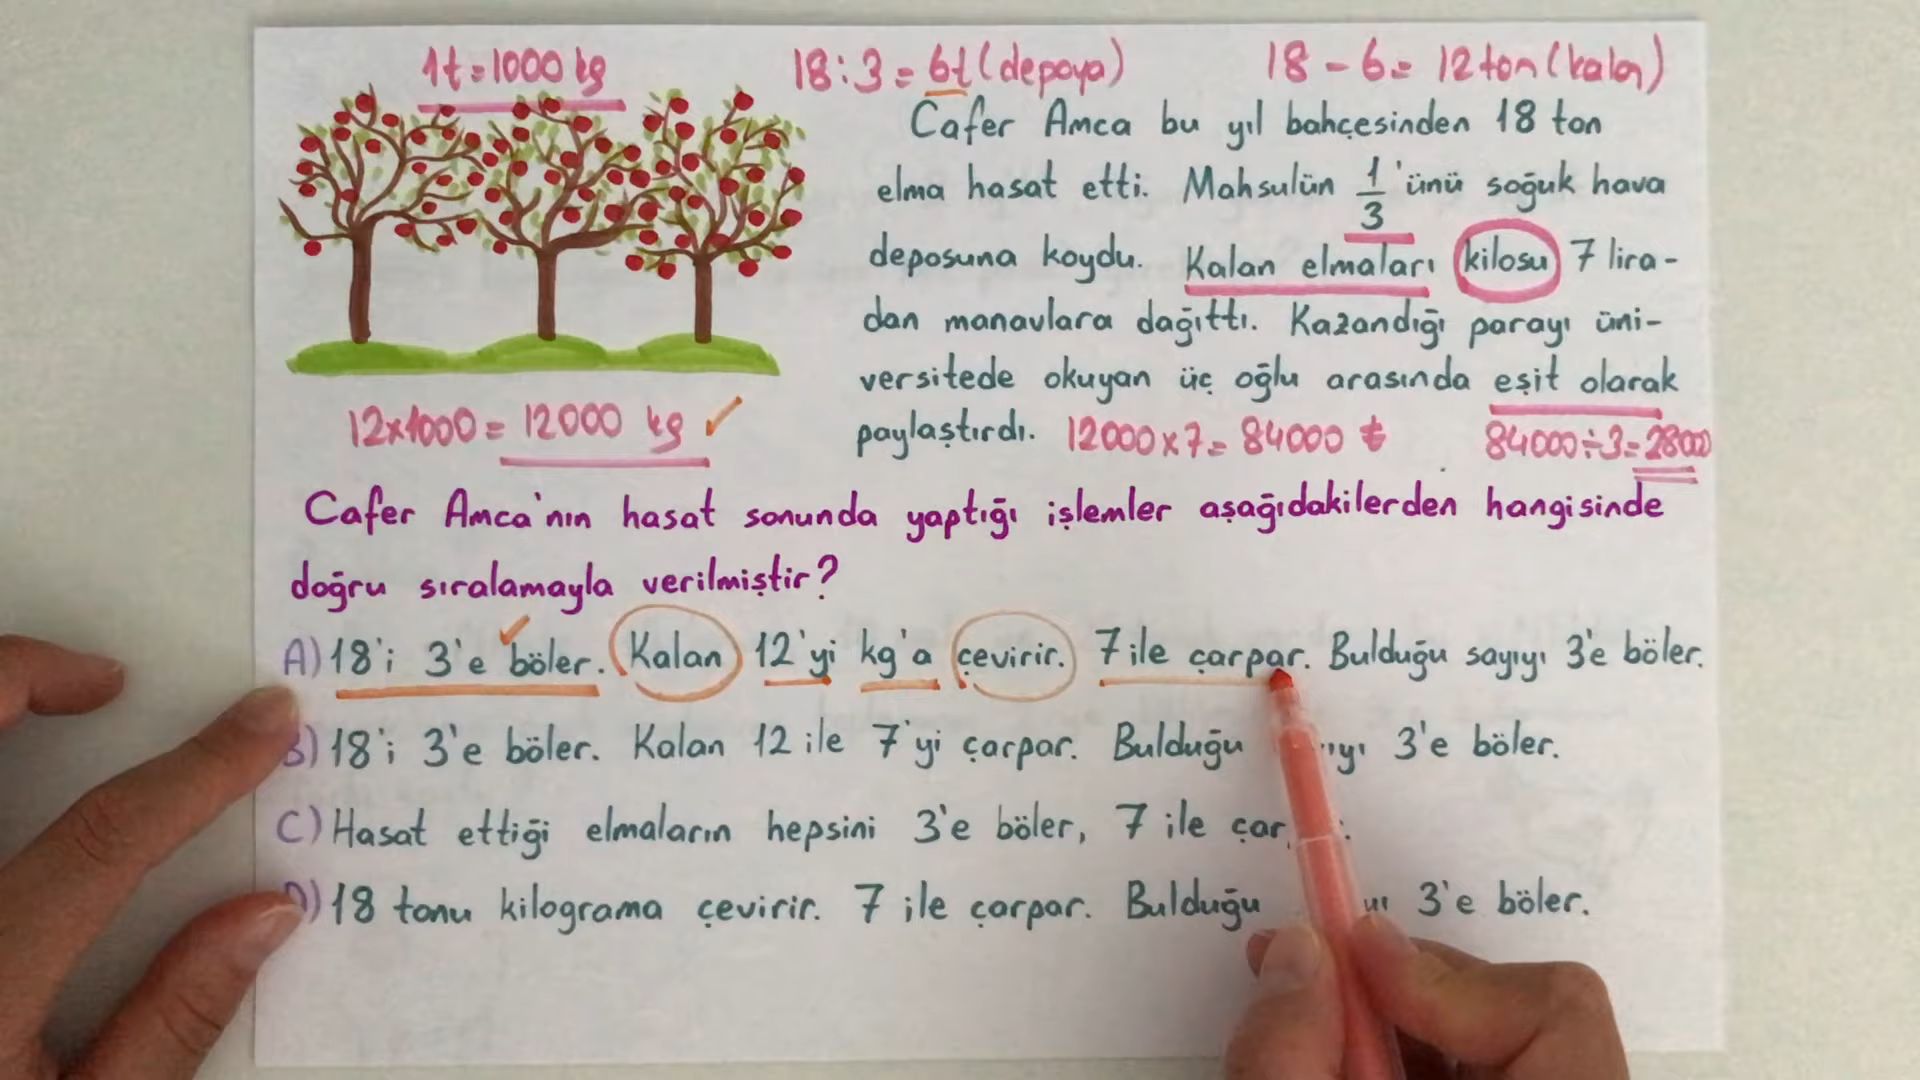 1t = 1000 kg
18 : 3 = 6t (depoya)
18 - 6 = 12 ton (kalan)
Cafer Amca bu yıl bahçesinden 18 ton
elma hasat etti. Mahsulün 1/3 'ünü soğuk hava
deposuna koydu. Kalan elmaları kilosu 7 lira-
dan manavlara dağıttı. Kazandığı parayı üni-
versitede okuyan üç oğlu arasında eşit olarak
paylaştırdı. 12000 x 7 = 84000 ₺
84000 ÷ 3 = 28000
12x1000 = 12000 kg ✓
Cafer Amca'nın hasat sonunda yaptığı işlemler aşağıdakilerden hangisinde
doğru sıralamayla verilmiştir?
A) 18'i 3'e böler. Kalan 12'yi kg'a çevirir. 7 ile çarpar. Bulduğu sayıyı 3'e böler.
B) 18'i 3'e böler. Kalan 12 ile 7'yi çarpar. Bulduğu 3'e böler.
C) Hasat ettiği elmaların hepsini 3'e böler, 7 ile
D) 18 tonu kilograma çevirir. 7 ile çarpar. Bulduğu 3'e böler.